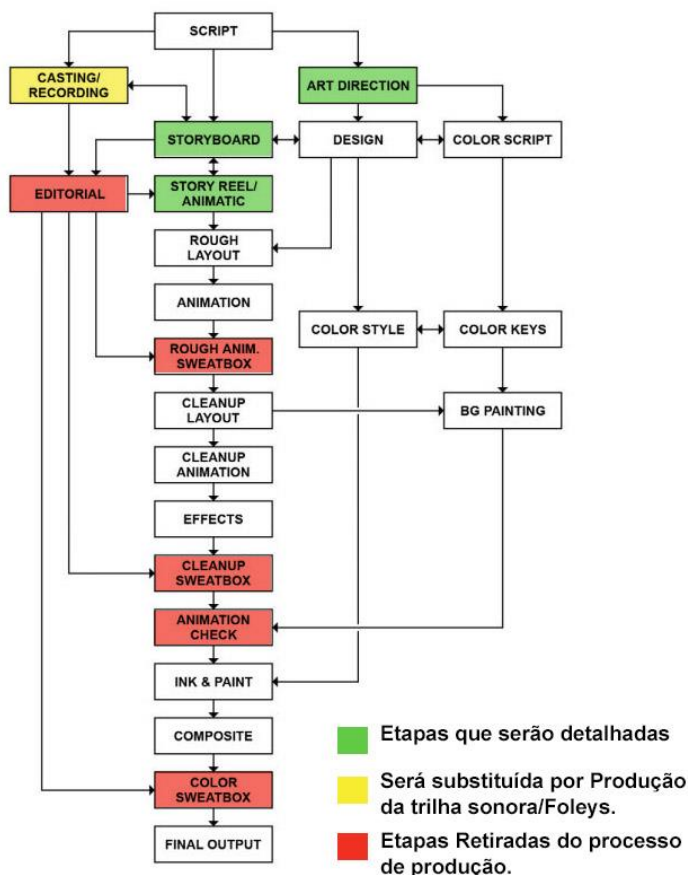 SCRIPT
CASTING/
RECORDING
ART DIRECTION
STORYBOARD
DESIGN
COLOR SCRIPT
EDITORIAL
STORY REEL/
ANIMATIC
ROUGH
LAYOUT
ANIMATION
COLOR STYLE
COLOR KEYS
ROUGH ANIM.
SWEATBOX
CLEANUP
LAYOUT
BG PAINTING
CLEANUP
ANIMATION
EFFECTS
CLEANUP
SWEATBOX
ANIMATION
CHECK
INK & PAINT
COMPOSITE
COLOR
SWEATBOX
FINAL OUTPUT
Etapas que serão detalhadas
Será substituída por Produção
da trilha sonora/Foleys.
Etapas Retiradas do processo
de produção.